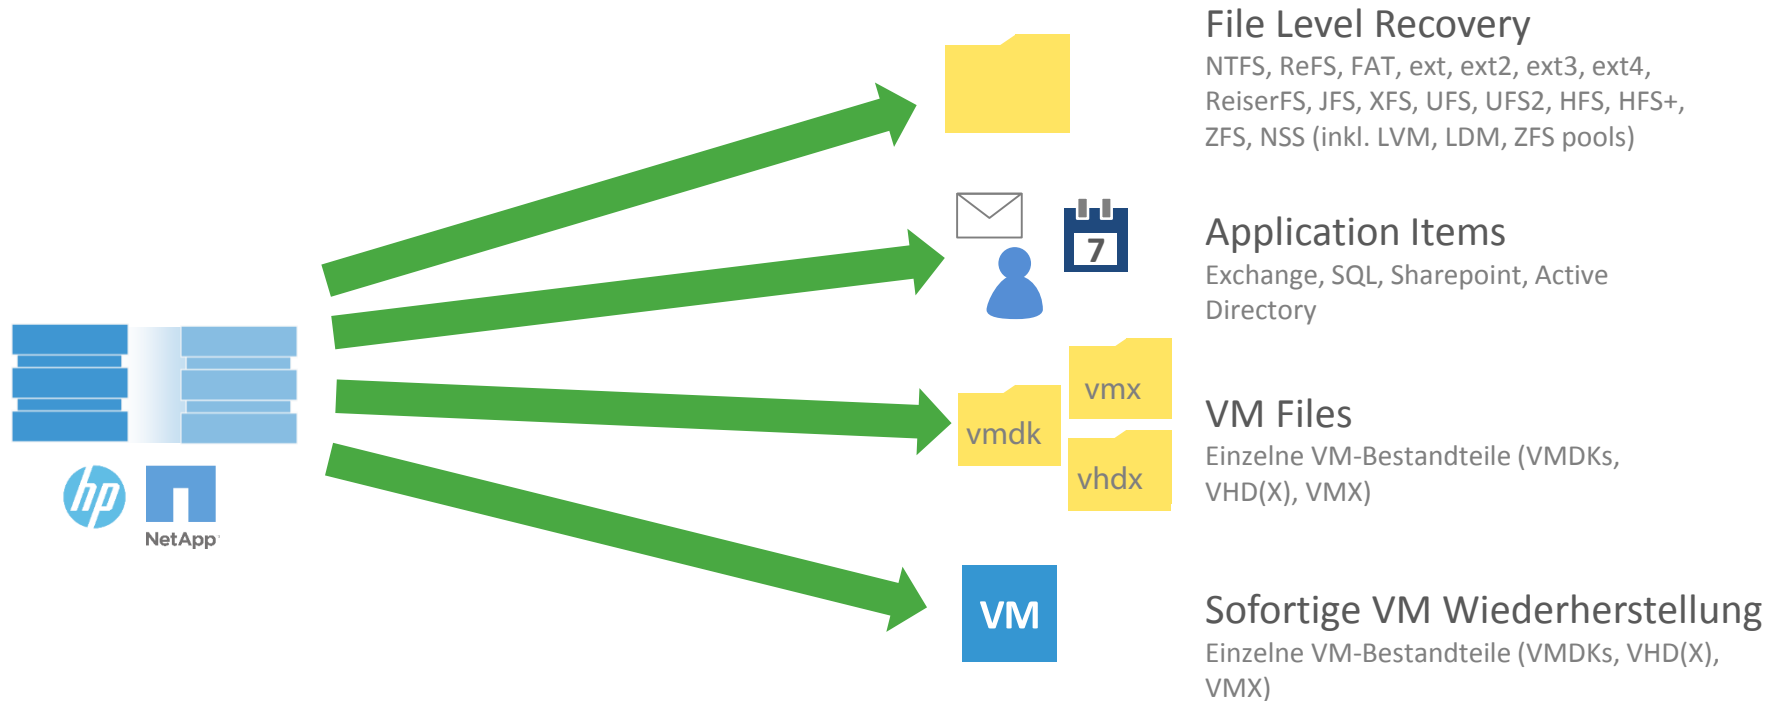 File Level Recovery
NTFS, ReFS, FAT, ext, ext2, ext3, ext4,
ReiserFS, JFS, XFS, UFS, UFS2, HFS, HFS+,
ZFS, NSS (inkl. LVM, LDM, ZFS pools)
7
Application Items
Exchange, SQL, Sharepoint, Active
Directory
vmx
vmdk
vhdx
VM Files
Einzelne VM-Bestandteile (VMDKs,
VHD(X), VMX)
hp
NetApp
VM
Sofortige VM Wiederherstellung
Einzelne VM-Bestandteile (VMDKs, VHD(X),
VMX)